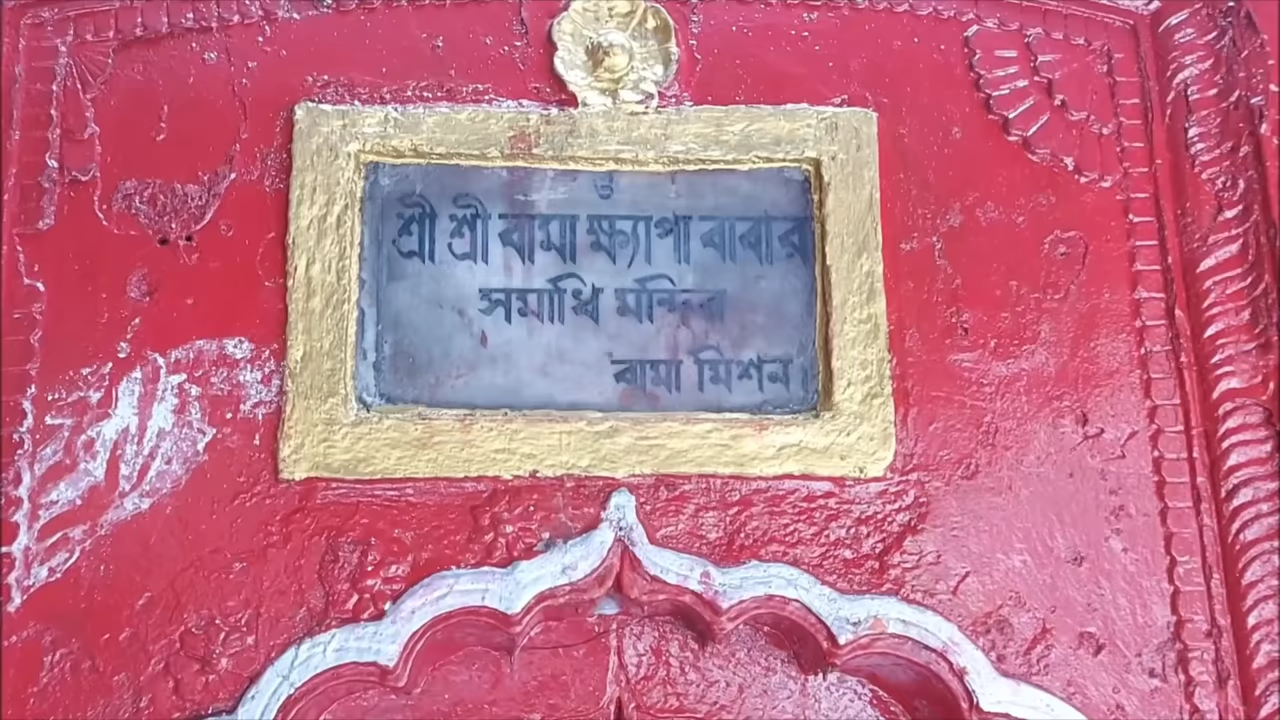 ওঁ
শ্রী শ্রী বামা ক্ষ্যাপা বাবার
সমাধি মন্দির
বামা মিশন।